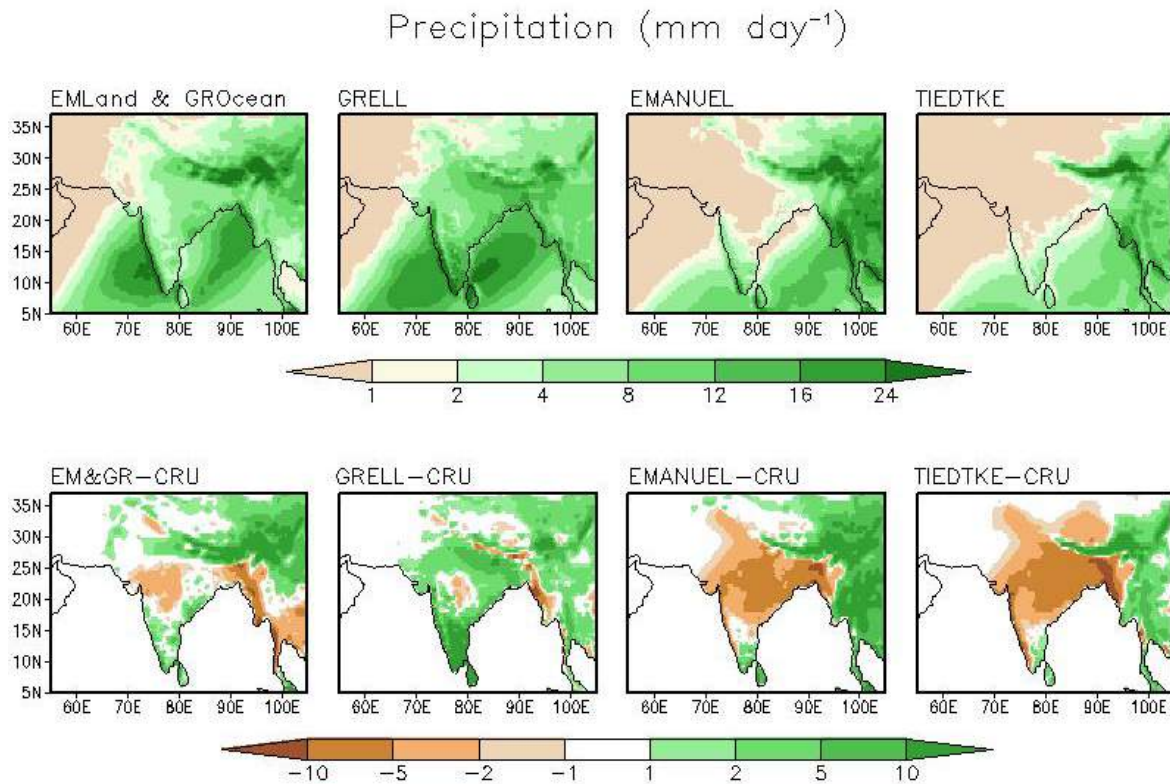 Precipitation (mm day⁻¹)
EMLand & GROcean GRELL EMANUEL TIEDTKE
35N
30N
25N
20N
15N
10N
5N
60E 70E 80E 90E 100E 60E 70E 80E 90E 100E 60E 70E 80E 90E 100E 60E 70E 80E 90E 100E
1 2 4 8 12 16 24
EM&GR−CRU GRELL−CRU EMANUEL−CRU TIEDTKE−CRU
35N
30N
25N
20N
15N
10N
5N
60E 70E 80E 90E 100E 60E 70E 80E 90E 100E 60E 70E 80E 90E 100E 60E 70E 80E 90E 100E
−10 −5 −2 −1 1 2 5 10